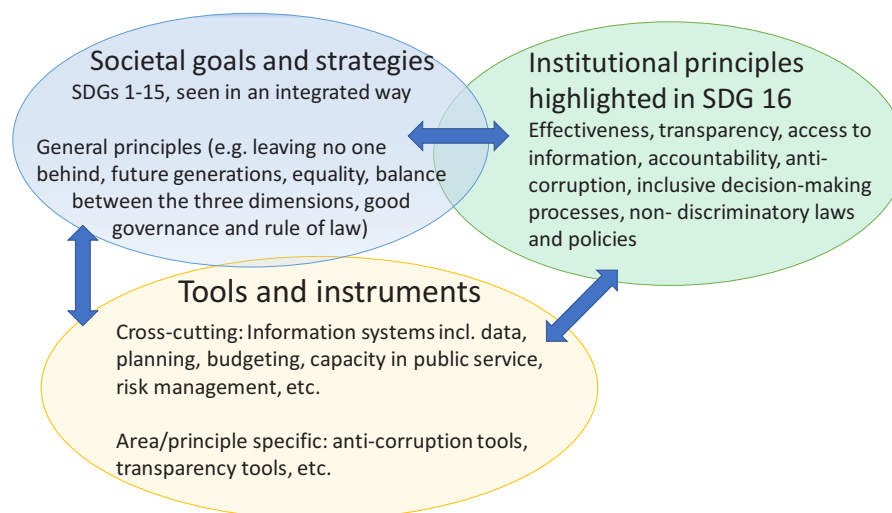 Societal goals and strategies
SDGs 1-15, seen in an integrated way
General principles (e.g. leaving no one
behind, future generations, equality, balance
between the three dimensions, good
governance and rule of law)
Institutional principles
highlighted in SDG 16
Effectiveness, transparency, access to
information, accountability, anti-
corruption, inclusive decision-making
processes, non- discriminatory laws
and policies
Tools and instruments
Cross-cutting: Information systems incl. data,
planning, budgeting, capacity in public service,
risk management, etc.
Area/principle specific: anti-corruption tools,
transparency tools, etc.